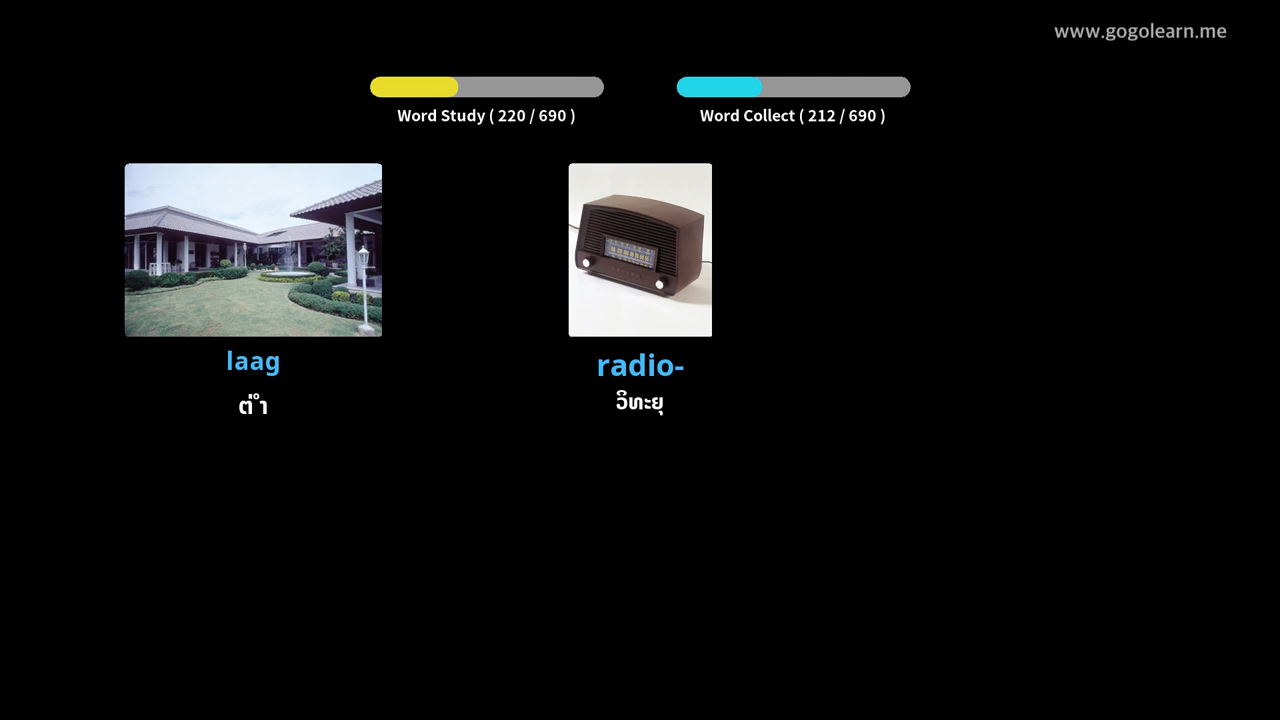 www.gogolearn.me
Word Study ( 220 / 690 )
Word Collect ( 212 / 690 )
laag
ຕ່ຳ
radio-
ວິທະຍຸ